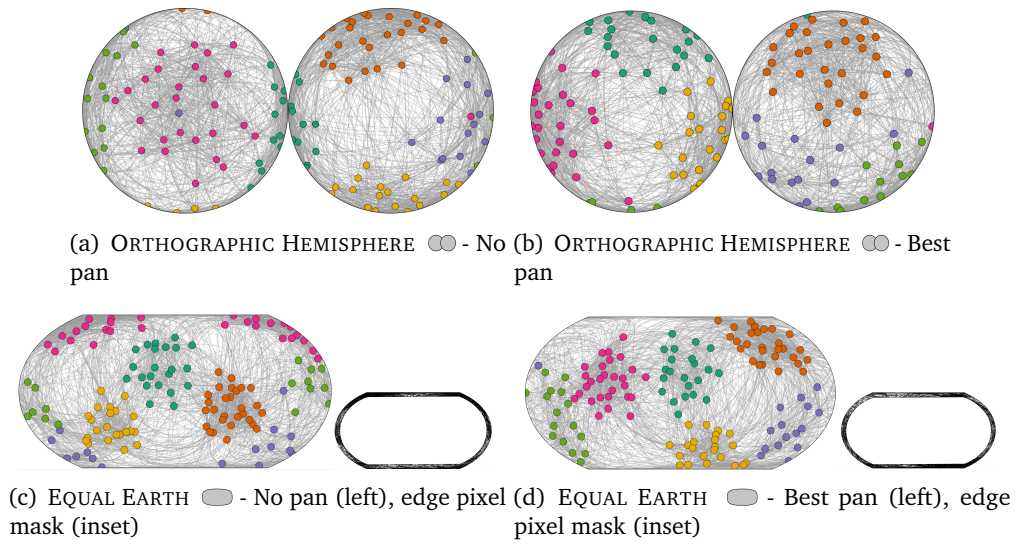 (a) ORTHOGRAPHIC HEMISPHERE - No pan
(b) ORTHOGRAPHIC HEMISPHERE - Best pan
(c) EQUAL EARTH - No pan (left), edge pixel mask (inset)
(d) EQUAL EARTH - Best pan (left), edge pixel mask (inset)